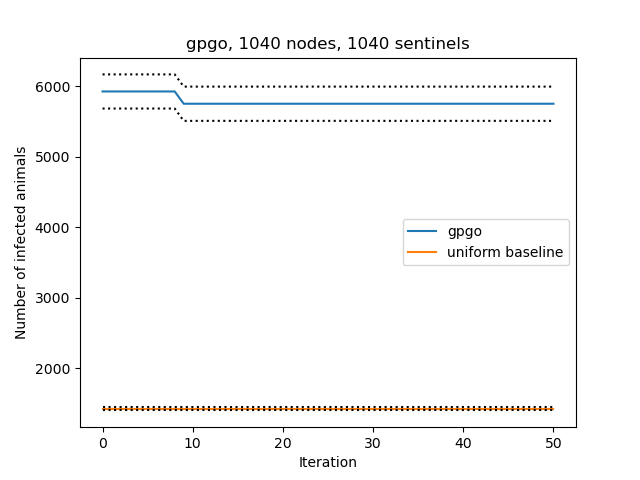 gpgo, 1040 nodes, 1040 sentinels
Number of infected animals
6000
5000
4000
3000
2000
gpgo
uniform baseline
0
10
20
30
40
50
Iteration